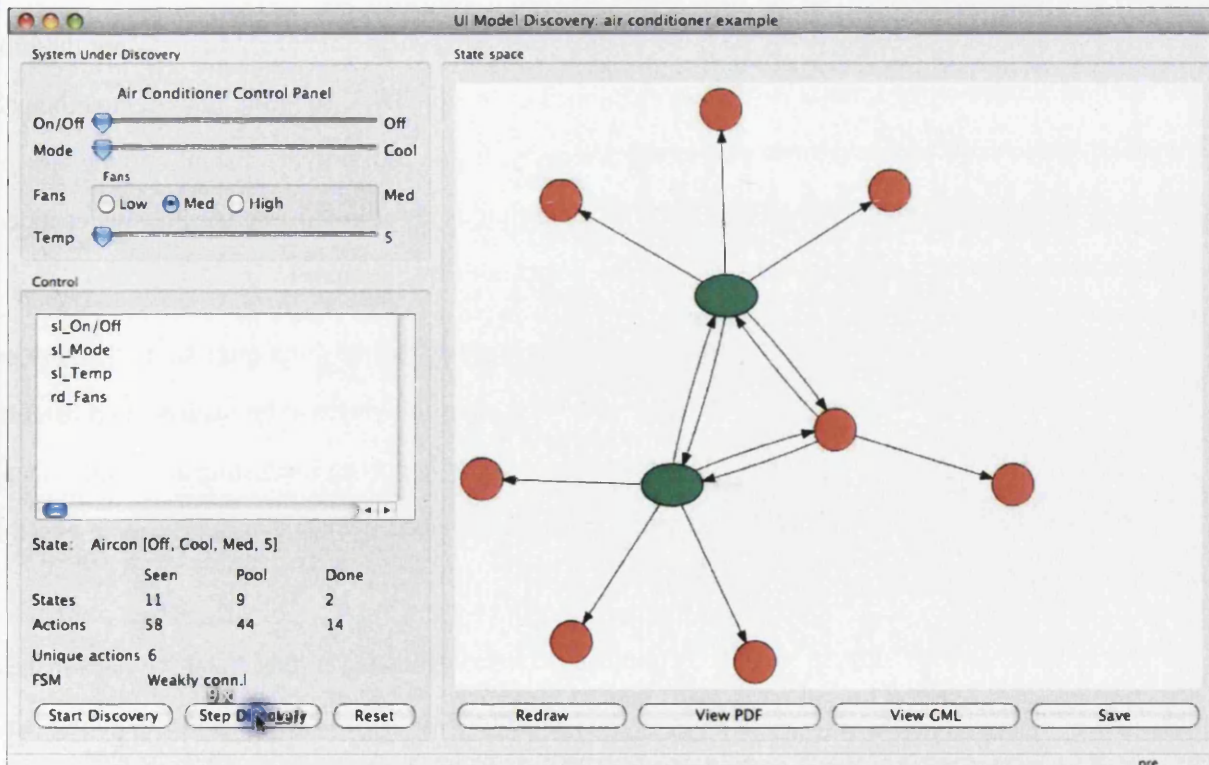 UI Model Discovery: air conditioner example
System Under Discovery
Air Conditioner Control Panel
On/Off Off
Mode Cool
Fans
Fans Low Med High Med
Temp 5
Control
sl_On/Off
sl_Mode
sl_Temp
rd_Fans
State: Aircon [Off, Cool, Med, 5]
Seen Pool Done
States 11 9 2
Actions 58 44 14
Unique actions 6
FSM Weakly conn.
Start Discovery Step Reset
State space
Redraw View PDF View GML Save
pre